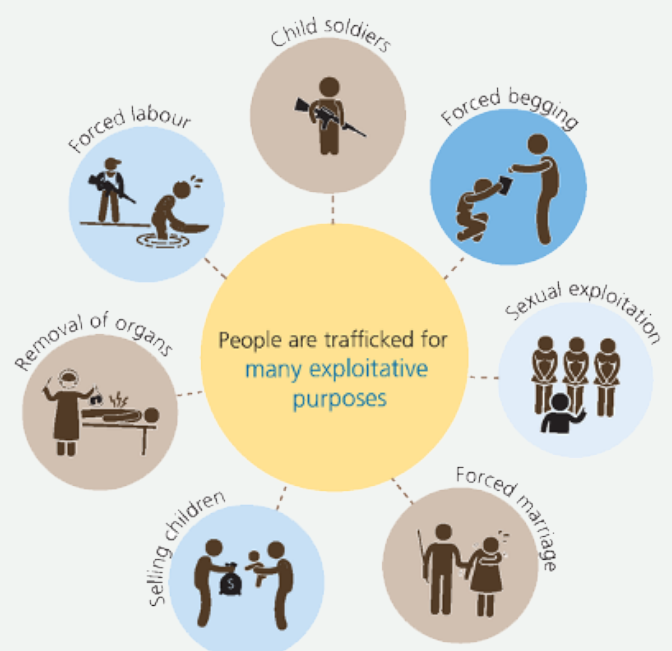 Child soldiers
Forced begging
Forced labour
Sexual exploitation
People are trafficked for
many exploitative
purposes
Removal of organs
Forced marriage
Selling children
$